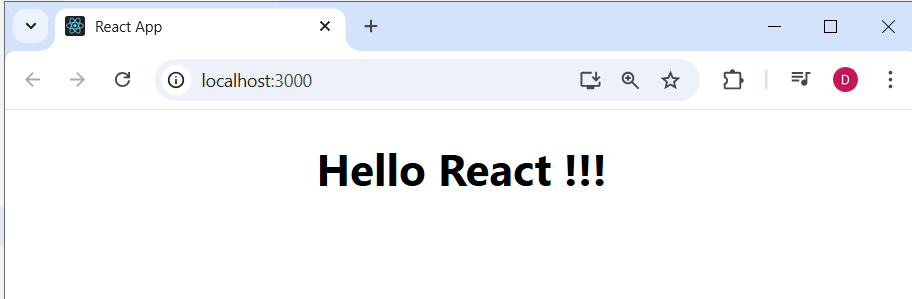 React App
localhost:3000
D
Hello React !!!